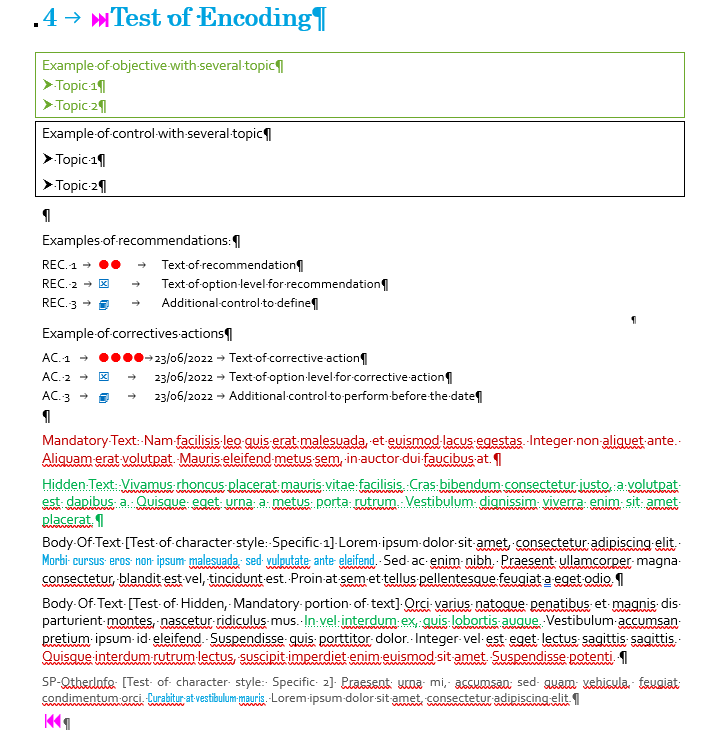 4 → ⏭Test of Encoding¶
Example of objective with several topic¶
➤ Topic 1¶
➤ Topic 2¶
Example of control with several topic¶
➤ Topic 1¶
➤ Topic 2¶
¶
Examples of recommendations:¶
REC. 1 → ●● → Text of recommendation¶
REC. 2 → ☒ → Text of option level for recommendation¶
REC. 3 → → Additional control to define¶
¶
Example of correctives actions¶
AC. 1 → ●●●●→23/06/2022 → Text of corrective action¶
AC. 2 → ☒ → 23/06/2022 → Text of option level for corrective action¶
AC. 3 → → 23/06/2022 → Additional control to perform before the date¶
¶
Mandatory Text: Nam facilisis leo quis erat malesuada, et euismod lacus egestas. Integer non aliquet ante.
Aliquam erat volutpat. Mauris eleifend metus sem, in auctor dui faucibus at.¶
Hidden Text: Vivamus rhoncus placerat mauris vitae facilisis. Cras bibendum consectetur justo, a volutpat
est dapibus a. Quisque eget urna a metus porta rutrum. Vestibulum dignissim viverra enim sit amet
placerat.¶
Body Of Text [Test of character style: Specific 1] Lorem ipsum dolor sit amet, consectetur adipiscing elit.
Morbi cursus eros non ipsum malesuada, sed vulputate ante eleifend. Sed ac enim nibh. Praesent ullamcorper magna
consectetur, blandit est vel, tincidunt est. Proin at sem et tellus pellentesque feugiat a eget odio.¶
Body Of Text [Test of Hidden, Mandatory portion of text] Orci varius natoque penatibus et magnis dis
parturient montes, nascetur ridiculus mus. In vel interdum ex, quis lobortis augue. Vestibulum accumsan
pretium ipsum id eleifend. Suspendisse quis porttitor dolor. Integer vel est eget lectus sagittis sagittis.
Quisque interdum rutrum lectus, suscipit imperdiet enim euismod sit amet. Suspendisse potenti.¶
SP-OtherInfo [Test of character style: Specific 2] Praesent urna mi, accumsan sed quam vehicula, feugiat
condimentum orci. Curabitur at vestibulum mauris. Lorem ipsum dolor sit amet, consectetur adipiscing elit.¶
⏮¶